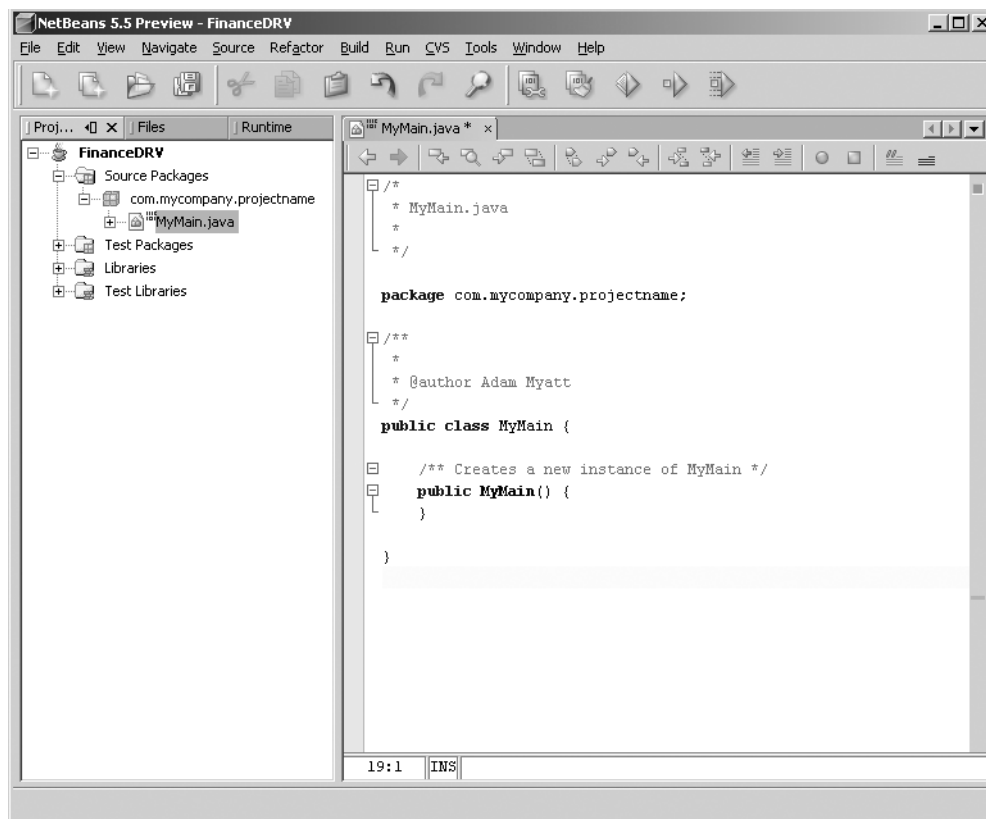 NetBeans 5.5 Preview - FinanceDRV
File Edit View Navigate Source Refactor Build Run CVS Tools Window Help
Proj... Files Runtime
FinanceDRV
Source Packages
com.mycompany.projectname
MyMain.java
Test Packages
Libraries
Test Libraries
MyMain.java *
/*
* MyMain.java
*
*/
package com.mycompany.projectname;
/**
*
* @author Adam Myatt
*/
public class MyMain {
/** Creates a new instance of MyMain */
public MyMain() {
}
}
19:1 INS